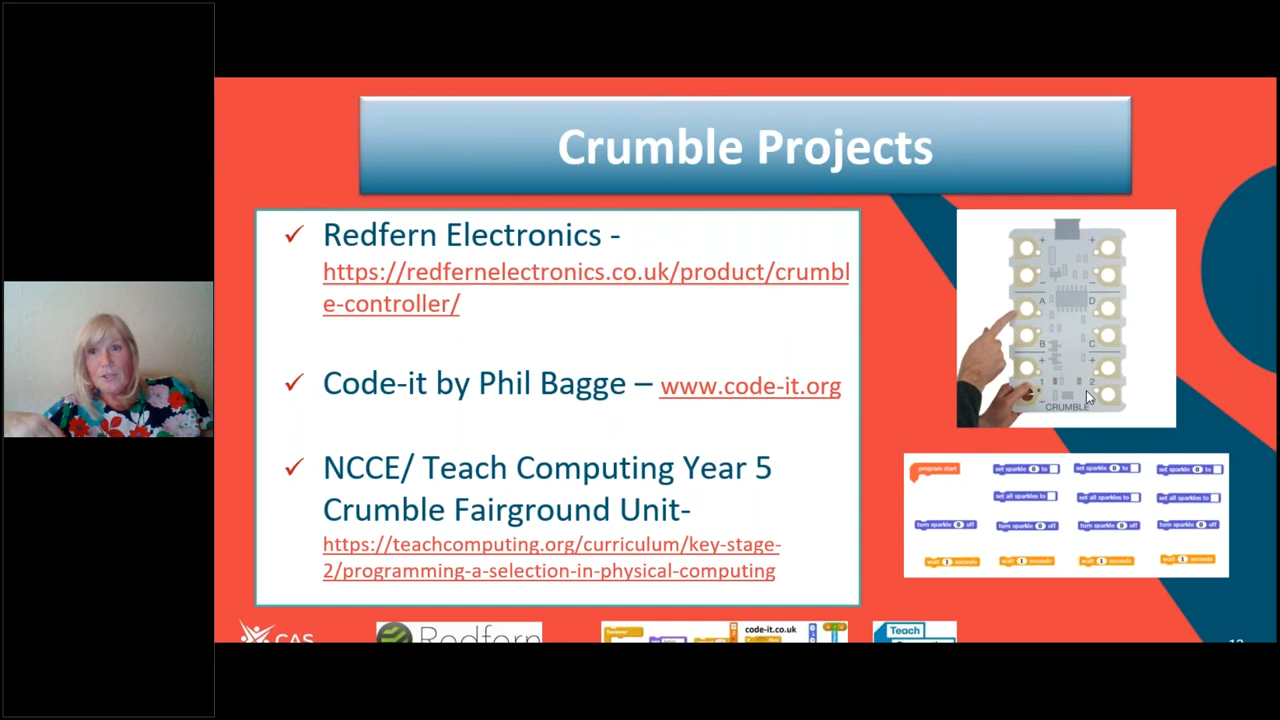 Crumble Projects
Redfern Electronics -
https://redfernelectronics.co.uk/product/crumbl
e-controller/
Code-it by Phil Bagge – www.code-it.org
NCCE/ Teach Computing Year 5
Crumble Fairground Unit-
https://teachcomputing.org/curriculum/key-stage-
2/programming-a-selection-in-physical-computing
+ +
- -
A D
B C
+ +
1 2
-
CRUMBLE
program start set sparkle 0 to set sparkle 0 to set sparkle 0 to
set all sparkles to set all sparkles to set all sparkles to
turn sparkle 0 off turn sparkle 0 off turn sparkle 0 off turn sparkle 0 off
wait 1 seconds wait 1 seconds wait 1 seconds wait 1 seconds
CAS Redfern code-it.co.uk Teach